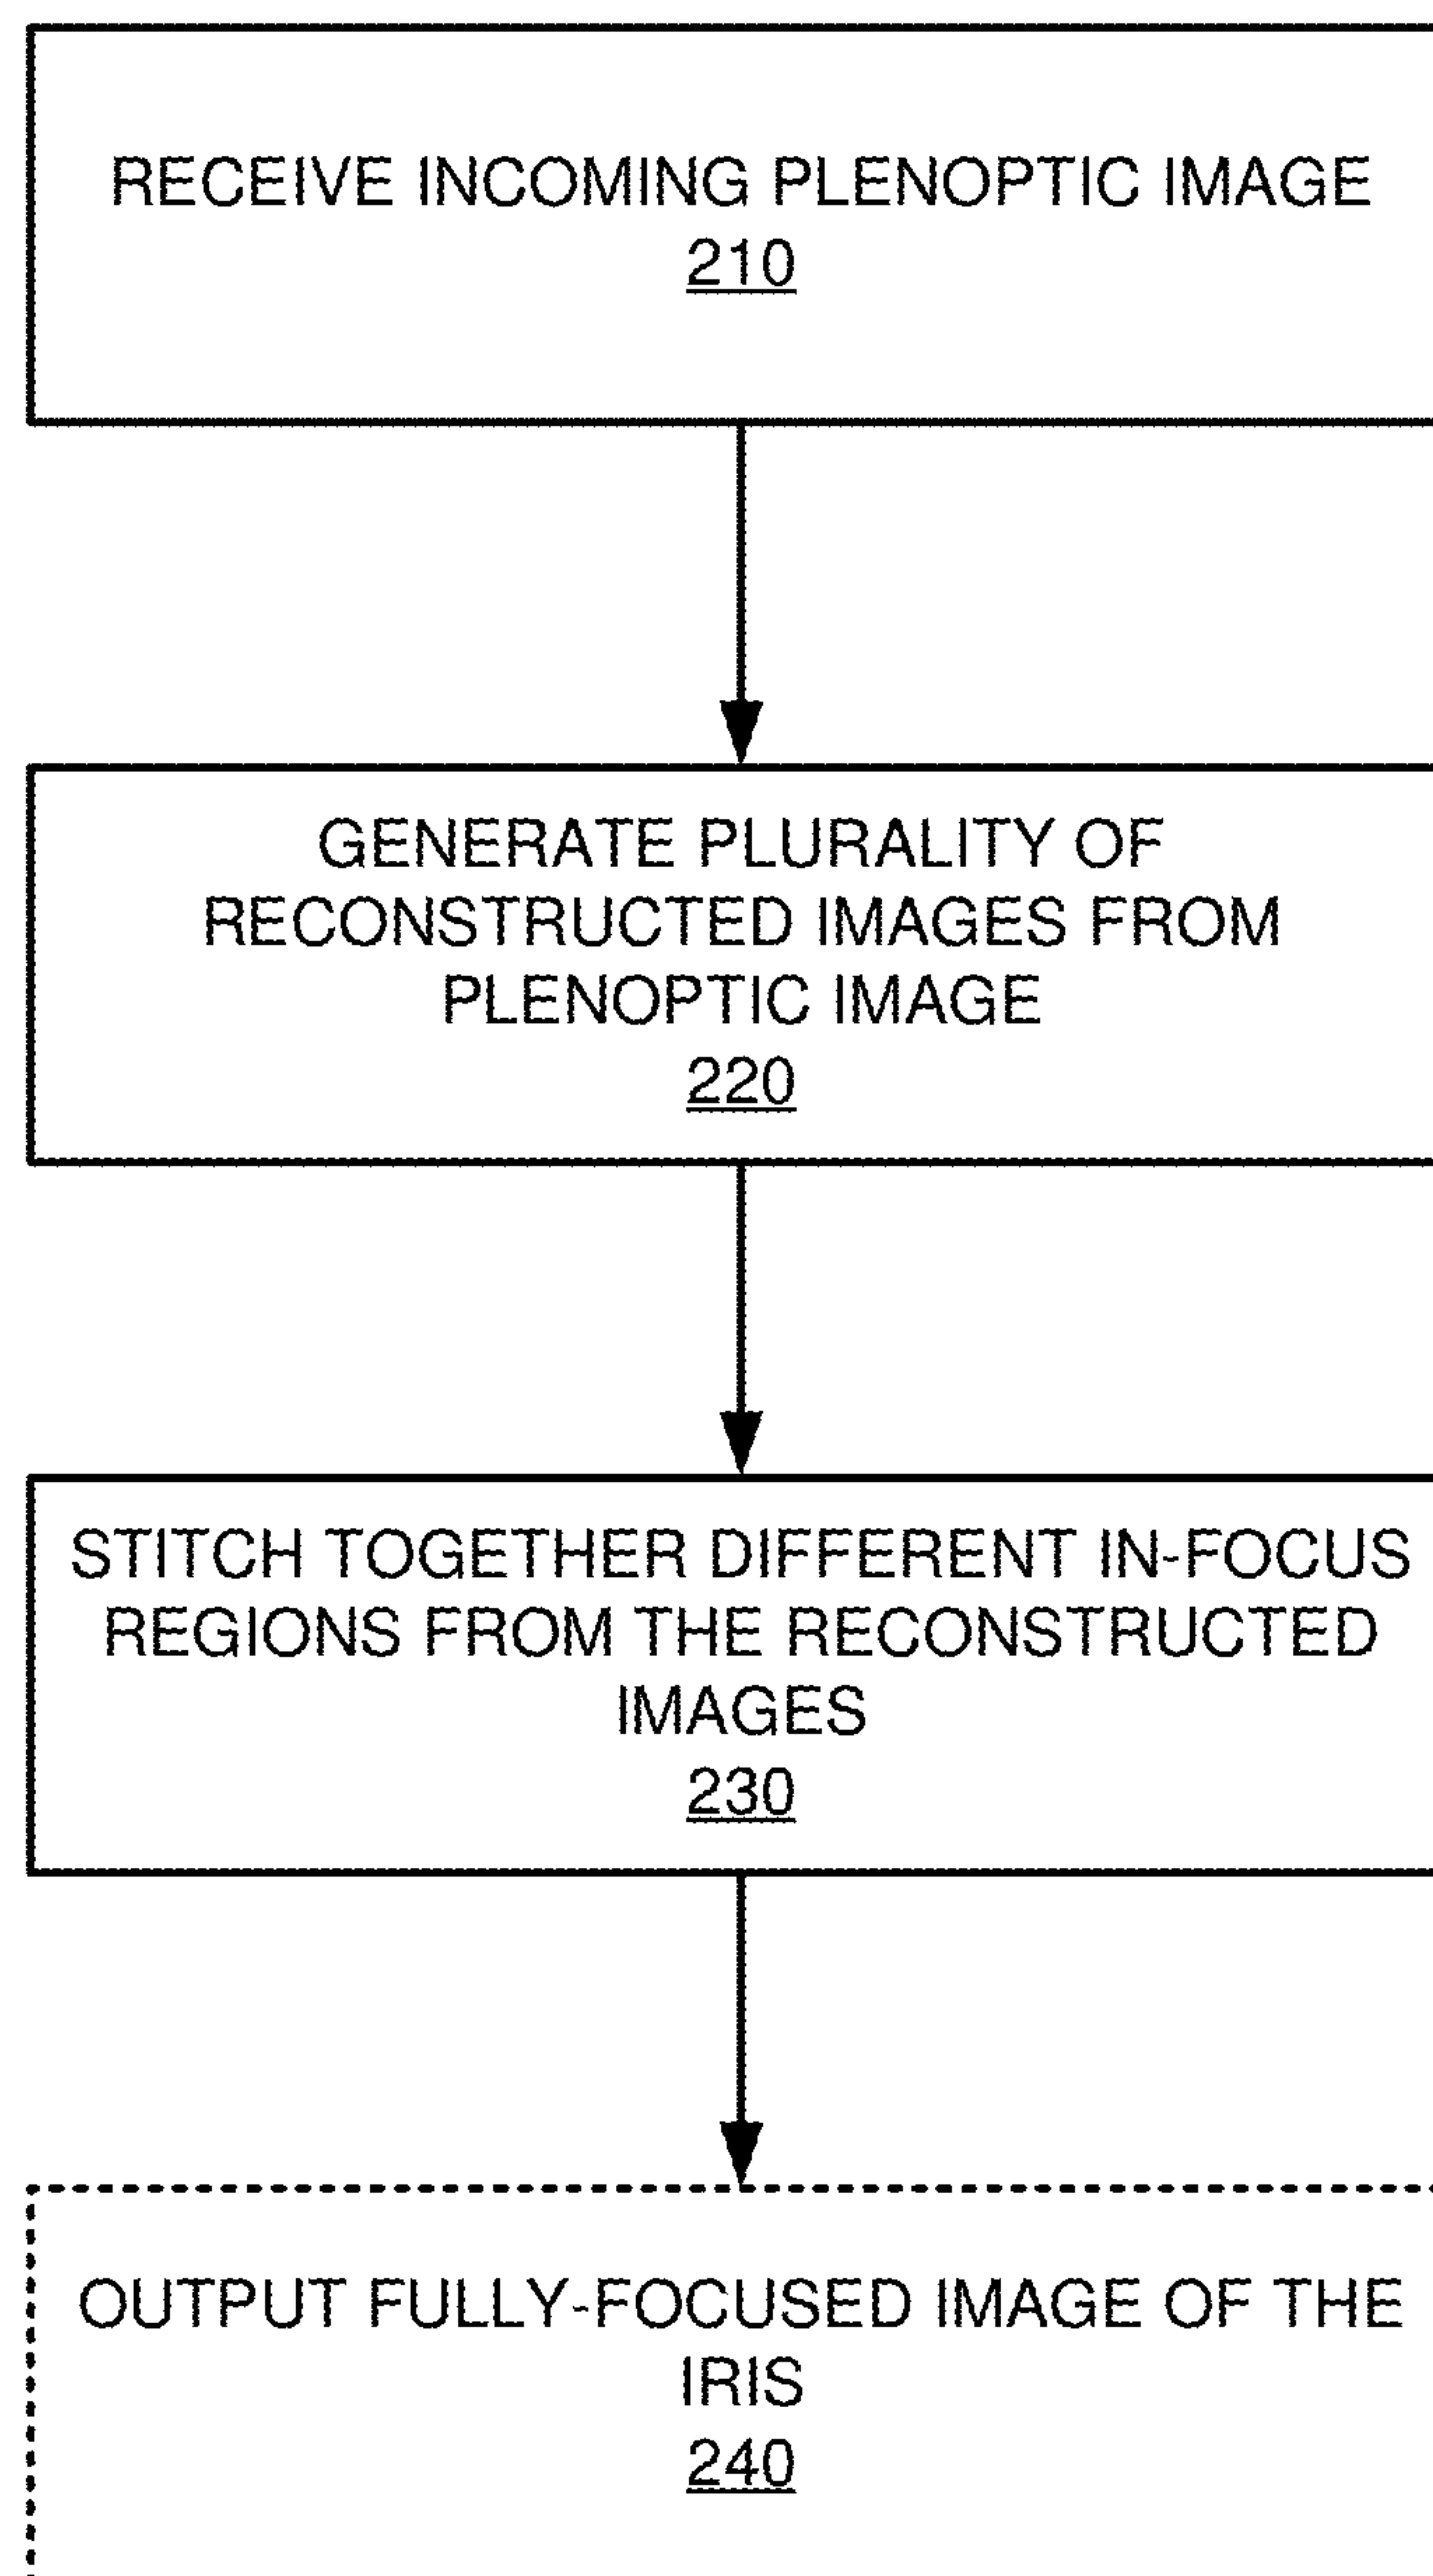 RECEIVE INCOMING PLENOPTIC IMAGE
210
GENERATE PLURALITY OF
RECONSTRUCTED IMAGES FROM
PLENOPTIC IMAGE
220
STITCH TOGETHER DIFFERENT IN-FOCUS
REGIONS FROM THE RECONSTRUCTED
IMAGES
230
OUTPUT FULLY-FOCUSED IMAGE OF THE
IRIS
240